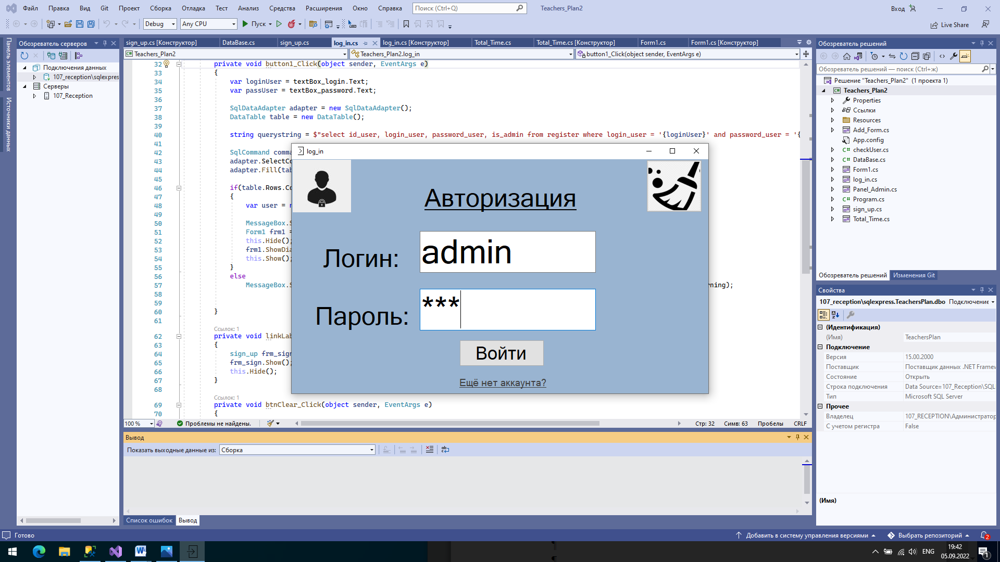 Файл Правка Вид Git Проект Сборка Отладка Тест Анализ Средства Расширения Окно Справка Поиск (Ctrl+Q) Teachers_Plan2 Вход
Debug Any CPU Пуск Live Share
Панель элементов
Источники данных
Обозреватель серверов
Подключения данных
107_reception\sqlexpres
Серверы
107_Reception
sign_up.cs [Конструктор] DataBase.cs sign_up.cs log_in.cs log_in.cs [Конструктор] Total_Time.cs Total_Time.cs [Конструктор] Form1.cs Form1.cs [Конструктор]
Teachers_Plan2 Teachers_Plan2.log_in button1_Click(object sender, EventArgs e)
32 private void button1_Click(object sender, EventArgs e)
33 {
34 var loginUser = textBox_login.Text;
35 var passUser = textBox_password.Text;
36
37 SqlDataAdapter adapter = new SqlDataAdapter();
38 DataTable table = new DataTable();
39
40 string querystring = $"select id_user, login_user, password_user, is_admin from register where login_user = '{loginUser}' and password_user = '{
41
42 SqlCommand comma
43 adapter.SelectCo
44 adapter.Fill(tab
45
46 if(table.Rows.Co
47 {
48 var user = n
49
50 MessageBox.S
51 Form1 frm1 =
52 this.Hide();
53 frm1.ShowDia
54 this.Show();
55 }
56 else
57 MessageBox.S rning);
58
59
60 }
61
Ссылок: 1
62 private void linkLab
63 {
64 sign_up frm_sign
65 frm_sign.Show();
66 this.Hide();
67 }
68
Ссылок: 1
69 private void btnClear_Click(object sender, EventArgs e)
70 {
log_in
Авторизация
Логин: admin
Пароль: ***
Войти
Ещё нет аккаунта?
100 % Проблемы не найдены. Стр: 32 Симв: 63 Пробелы CRLF
Вывод
Показать выходные данные из: Сборка
Список ошибок Вывод
Обозреватель решений
Обозреватель решений — поиск (Ctrl+ж)
Решение "Teachers_Plan2" (1 проекта 1)
Teachers_Plan2
Properties
Ссылки
Resources
Add_Form.cs
App.config
checkUser.cs
DataBase.cs
Form1.cs
log_in.cs
Panel_Admin.cs
Program.cs
sign_up.cs
Total_Time.cs
Обозреватель решений Изменения Git
Свойства
107_reception\sqlexpress.TeachersPlan.dbo Подключение
(Идентификация)
(Имя) TeachersPlan
Подключение
Версия 15.00.2000
Поставщик Поставщик данных .NET Framew
Состояние Открыть
Строка подключения Data Source=107_Reception\SQL
Тип Microsoft SQL Server
Прочее
Владелец 107_RECEPTION\Администратор
С учетом регистра False
(Имя)
Готово Добавить в систему управления версиями Выбрать репозиторий 2
ENG 19:42
05.09.2022 1